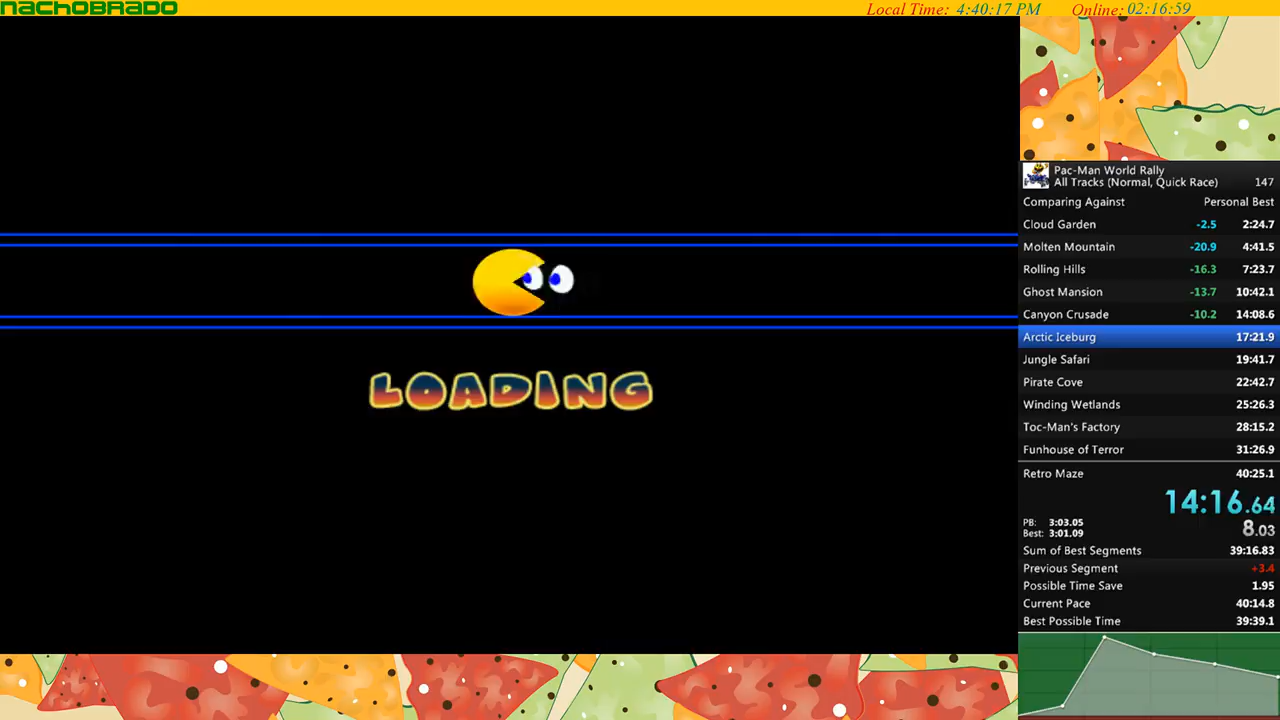 NACHOBRADO
Local Time: 4:40:17 PM
Online: 02:16:59
LOADING
Pac-Man World Rally
All Tracks (Normal, Quick Race) 147
Comparing Against Personal Best
Cloud Garden -2.5 2:24.7
Molten Mountain -20.9 4:41.5
Rolling Hills -16.3 7:23.7
Ghost Mansion -13.7 10:42.1
Canyon Crusade -10.2 14:08.6
Arctic Iceburg 17:21.9
Jungle Safari 19:41.7
Pirate Cove 22:42.7
Winding Wetlands 25:26.3
Toc-Man's Factory 28:15.2
Funhouse of Terror 31:26.9
Retro Maze 40:25.1
14:16.64
PB: 3:03.05
Best: 3:01.09
8.03
Sum of Best Segments 39:16.83
Previous Segment +3.4
Possible Time Save 1.95
Current Pace 40:14.8
Best Possible Time 39:39.1